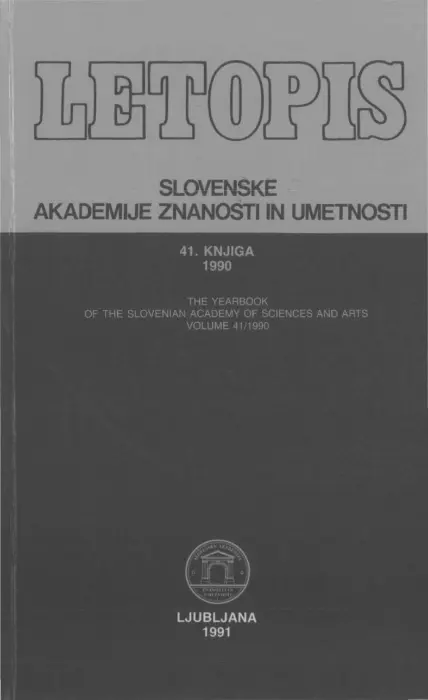 LETOPIS
SLOVENSKE
AKADEMIJE ZNANOSTI IN UMETNOSTI
41. KNJIGA
1990
THE YEARBOOK
OF THE SLOVENIAN ACADEMY OF SCIENCES AND ARTS
VOLUME 41/1990
LJUBLJANA
1991